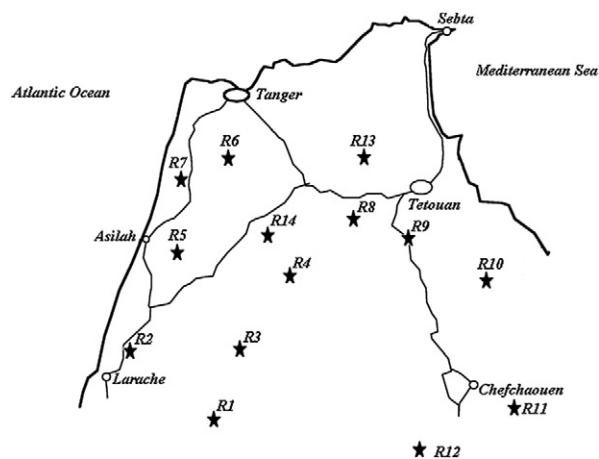 Sebta
Mediterranean Sea
Atlantic Ocean
Tanger
R6
R13
R7
Tetouan
R8
R14
R9
Asilah
R5
R4
R10
R2
R3
Larache
Chefchaouen
R1
R11
R12